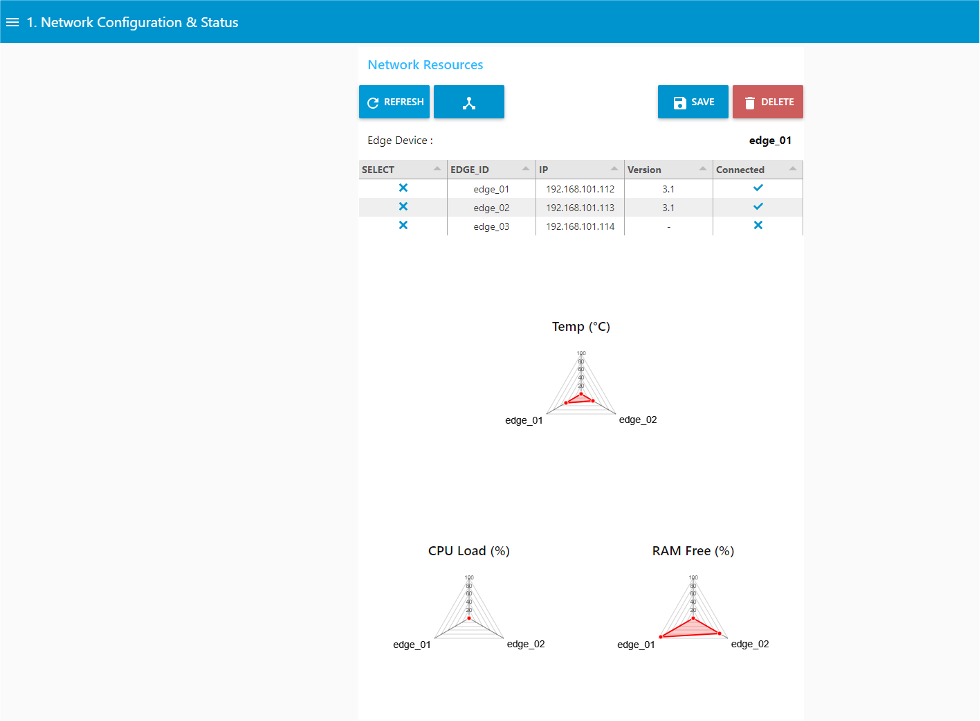 1. Network Configuration & Status
Network Resources
REFRESH
SAVE
DELETE
Edge Device :
edge_01
SELECT EDGE_ID IP Version Connected
edge_01 192.168.101.112 3.1
edge_02 192.168.101.113 3.1
edge_03 192.168.101.114 -
Temp (°C)
100
80
60
40
20
edge_01
edge_02
CPU Load (%)
RAM Free (%)
100
80
60
40
20
edge_01
edge_02
100
80
60
40
20
edge_01
edge_02